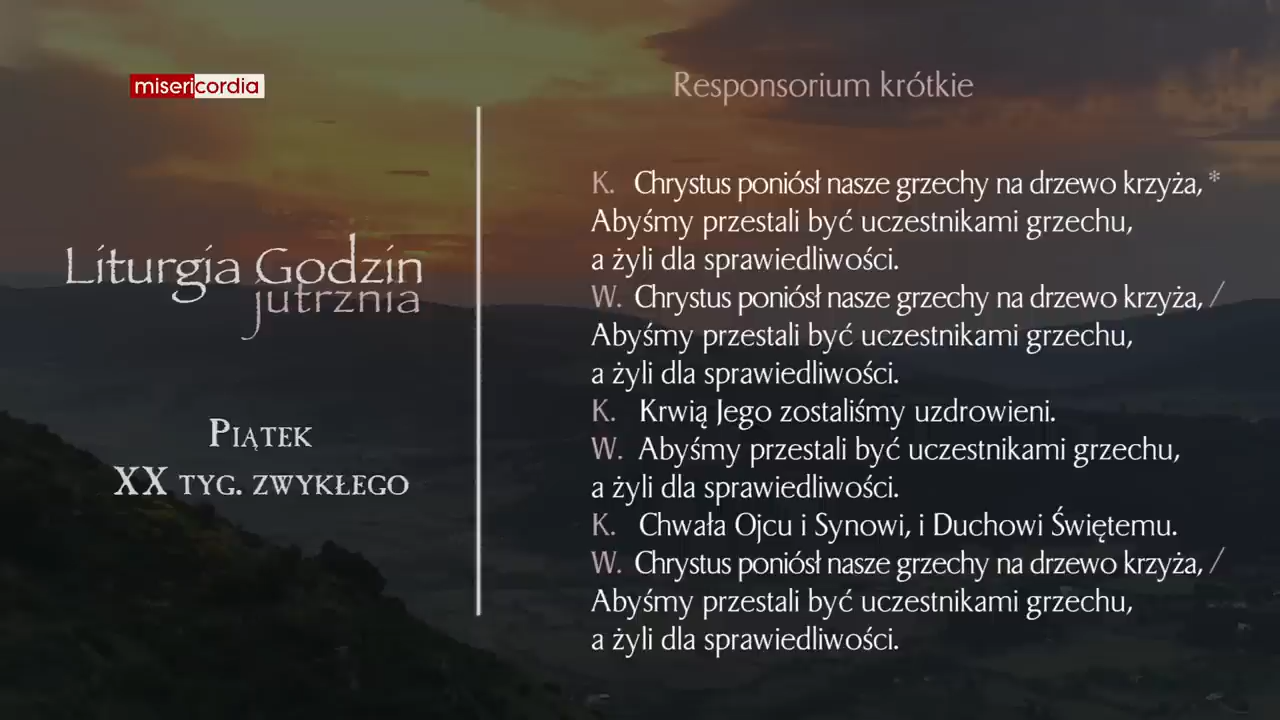 misericordia
Liturgia Godzin
jutrznia
Piątek
XX tyg. zwykłego
Responsorium krótkie
K. Chrystus poniósł nasze grzechy na drzewo krzyża, *
Abyśmy przestali być uczestnikami grzechu,
a żyli dla sprawiedliwości.
W. Chrystus poniósł nasze grzechy na drzewo krzyża, /
Abyśmy przestali być uczestnikami grzechu,
a żyli dla sprawiedliwości.
K. Krwią Jego zostaliśmy uzdrowieni.
W. Abyśmy przestali być uczestnikami grzechu,
a żyli dla sprawiedliwości.
K. Chwała Ojcu i Synowi, i Duchowi Świętemu.
W. Chrystus poniósł nasze grzechy na drzewo krzyża, /
Abyśmy przestali być uczestnikami grzechu,
a żyli dla sprawiedliwości.